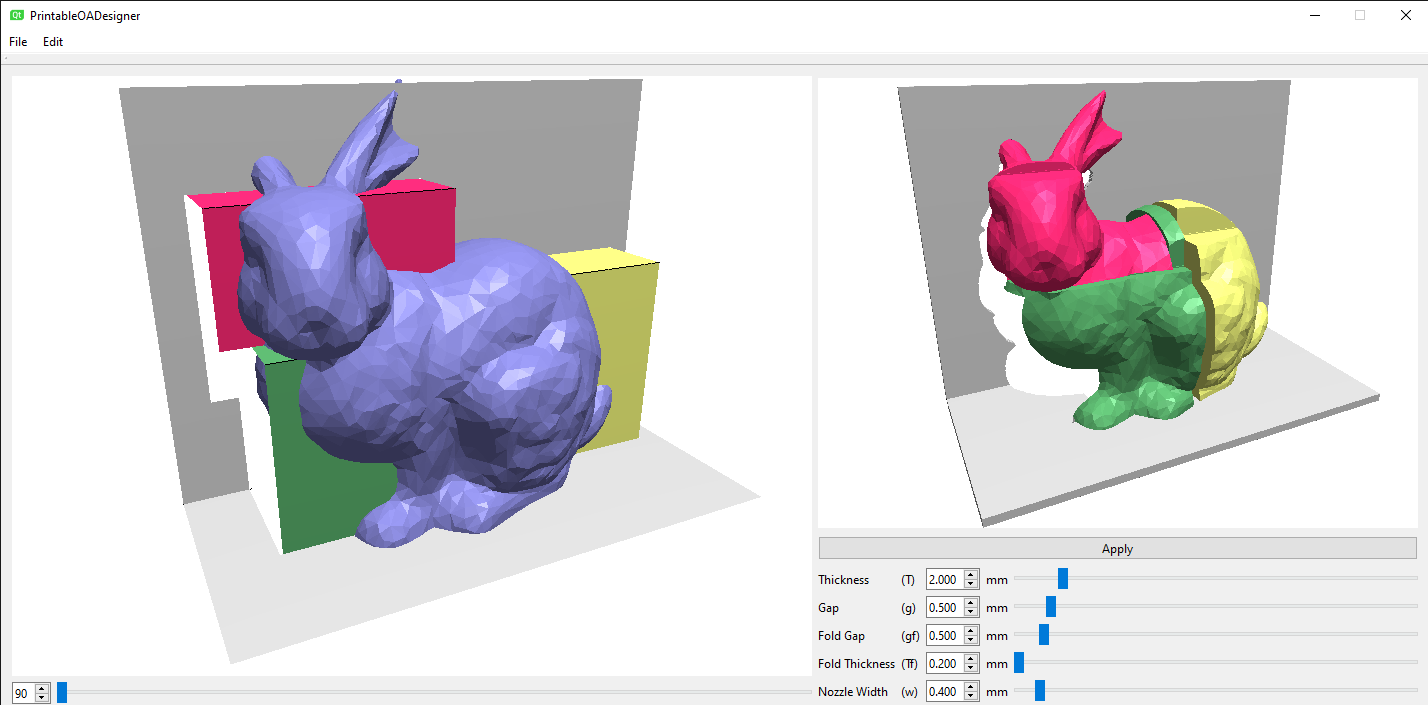 Qt PrintableOADesigner
File Edit
Apply
Thickness (T) 2.000 mm
Gap (g) 0.500 mm
Fold Gap (gf) 0.500 mm
Fold Thickness (Tf) 0.200 mm
Nozzle Width (w) 0.400 mm
90